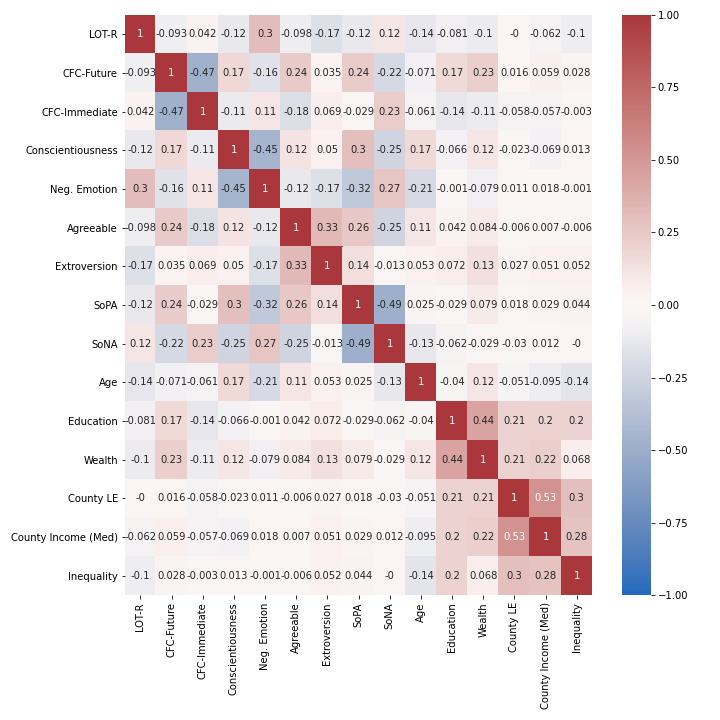 LOT-R 1 -0.093 0.042 -0.12 0.3 -0.098 -0.17 -0.12 0.12 -0.14 -0.081 0.17 -0 -0.062 -0.1
CFC-Future -0.093 1 -0.47 0.17 -0.16 0.24 0.035 0.24 -0.22 -0.071 0.17 0.23 0.016 0.059 0.028
CFC-Immediate 0.042 -0.47 1 -0.11 0.11 -0.18 0.069 -0.029 0.23 -0.061 -0.14 -0.11 -0.058 -0.057 -0.003
Conscientiousness -0.12 0.17 -0.11 1 -0.45 0.12 0.05 0.3 -0.25 0.17 -0.066 0.12 -0.023 -0.069 0.013
Neg. Emotion 0.3 -0.16 0.11 -0.45 1 -0.12 -0.17 -0.32 0.27 -0.21 -0.001 -0.079 0.011 0.018 -0.001
Agreeable -0.098 0.24 -0.18 0.12 -0.12 1 0.33 0.26 -0.25 0.11 0.042 0.084 -0.006 0.007 -0.006
Extroversion -0.17 0.035 0.069 0.05 -0.17 0.33 1 0.14 -0.013 0.053 0.072 0.13 0.027 0.051 0.052
SoPA -0.12 0.24 -0.029 0.3 -0.32 0.26 0.14 1 -0.49 0.025 -0.029 0.079 0.018 0.029 0.044
SoNA 0.12 -0.22 0.23 -0.25 0.27 -0.25 -0.013 -0.49 1 -0.13 -0.062 -0.029 -0.03 0.012 -0
Age -0.14 -0.071 -0.061 0.17 -0.21 0.11 0.053 0.025 -0.13 1 -0.04 0.12 -0.051 -0.095 -0.14
Education -0.081 0.17 -0.14 -0.066 -0.001 0.042 0.072 -0.029 -0.062 -0.04 1 0.44 0.21 0.2 0.2
Wealth -0.1 0.23 -0.11 0.12 -0.079 0.084 0.13 0.079 -0.029 0.12 0.44 1 0.21 0.22 0.068
County LE -0 0.016 -0.058 -0.023 0.011 -0.006 0.027 0.018 -0.03 -0.051 0.21 0.21 1 0.53 0.3
County Income (Med) -0.062 0.059 -0.057 -0.069 0.018 0.007 0.051 0.029 0.012 -0.095 0.2 0.22 0.53 1 0.28
Inequality -0.1 0.028 -0.003 0.013 -0.001 -0.006 0.052 0.044 -0 -0.14 0.2 0.068 0.3 0.28 1
LOT-R
CFC-Future
CFC-Immediate
Conscientiousness
Neg. Emotion
Agreeable
Extroversion
SoPA
SoNA
Age
Education
Wealth
County LE
County Income (Med)
Inequality
1.00
0.75
0.50
0.25
0.00
-0.25
-0.50
-0.75
-1.00